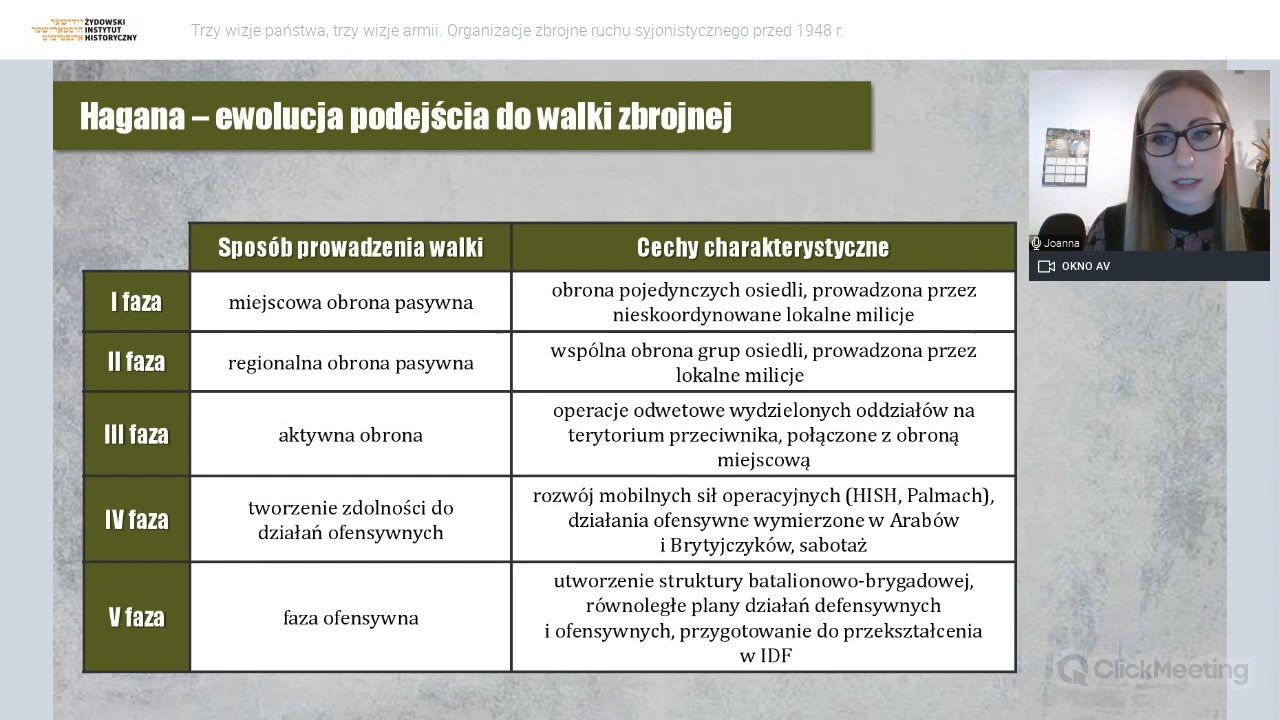 ייִדישער
היסטאָרישער
אינסטיטוט
ŻYDOWSKI
INSTYTUT
HISTORYCZNY
Trzy wizje państwa, trzy wizje armii. Organizacje zbrojne ruchu syjonistycznego przed 1948 r.
Hagana – ewolucja podejścia do walki zbrojnej
Joanna
OKNO AV
Sposób prowadzenia walki
Cechy charakterystyczne
I faza
miejscowa obrona pasywna
obrona pojedynczych osiedli, prowadzona przez
nieskoordynowane lokalne milicje
II faza
regionalna obrona pasywna
wspólna obrona grup osiedli, prowadzona przez
lokalne milicje
III faza
aktywna obrona
operacje odwetowe wydzielonych oddziałów na
terytorium przeciwnika, połączone z obroną
miejscową
IV faza
tworzenie zdolności do
działań ofensywnych
rozwój mobilnych sił operacyjnych (HISH, Palmach),
działania ofensywne wymierzone w Arabów
i Brytyjczyków, sabotaż
V faza
faza ofensywna
utworzenie struktury batalionowo-brygadowej,
równoległe plany działań defensywnych
i ofensywnych, przygotowanie do przekształcenia
w IDF
ClickMeeting